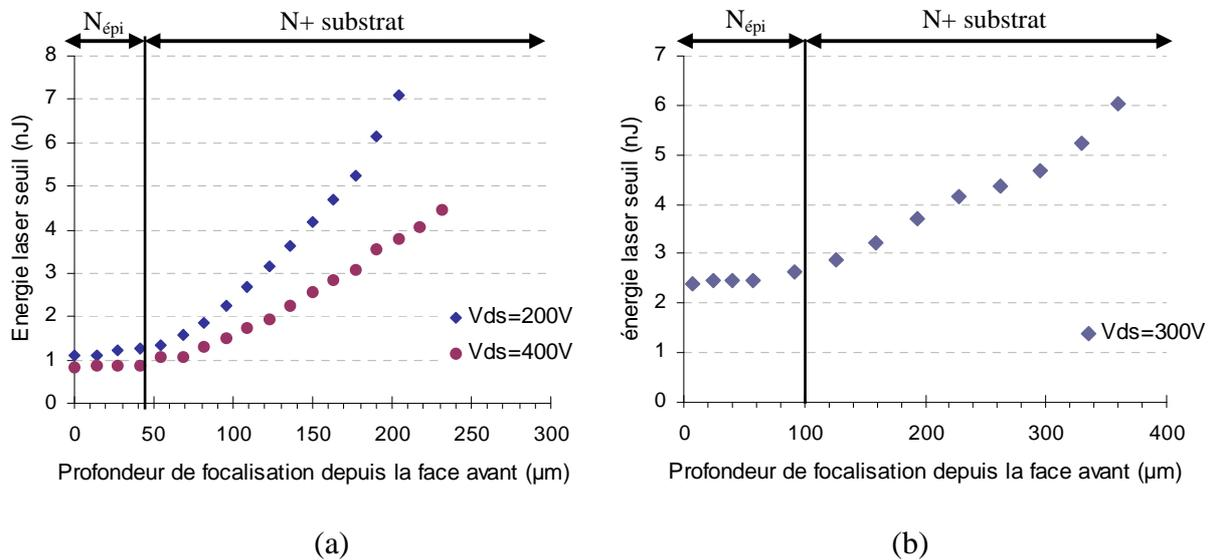 N épi
N+ substrat
8
7
6
5
4
3
2
1
0
Energie laser seuil (nJ)
Vds=200V
Vds=400V
0 50 100 150 200 250 300
Profondeur de focalisation depuis la face avant (µm)
(a)
N épi
N+ substrat
7
6
5
4
3
2
1
0
énergie laser seuil (nJ)
Vds=300V
0 100 200 300 400
Profondeur de focalisation depuis la face avant (µm)
(b)